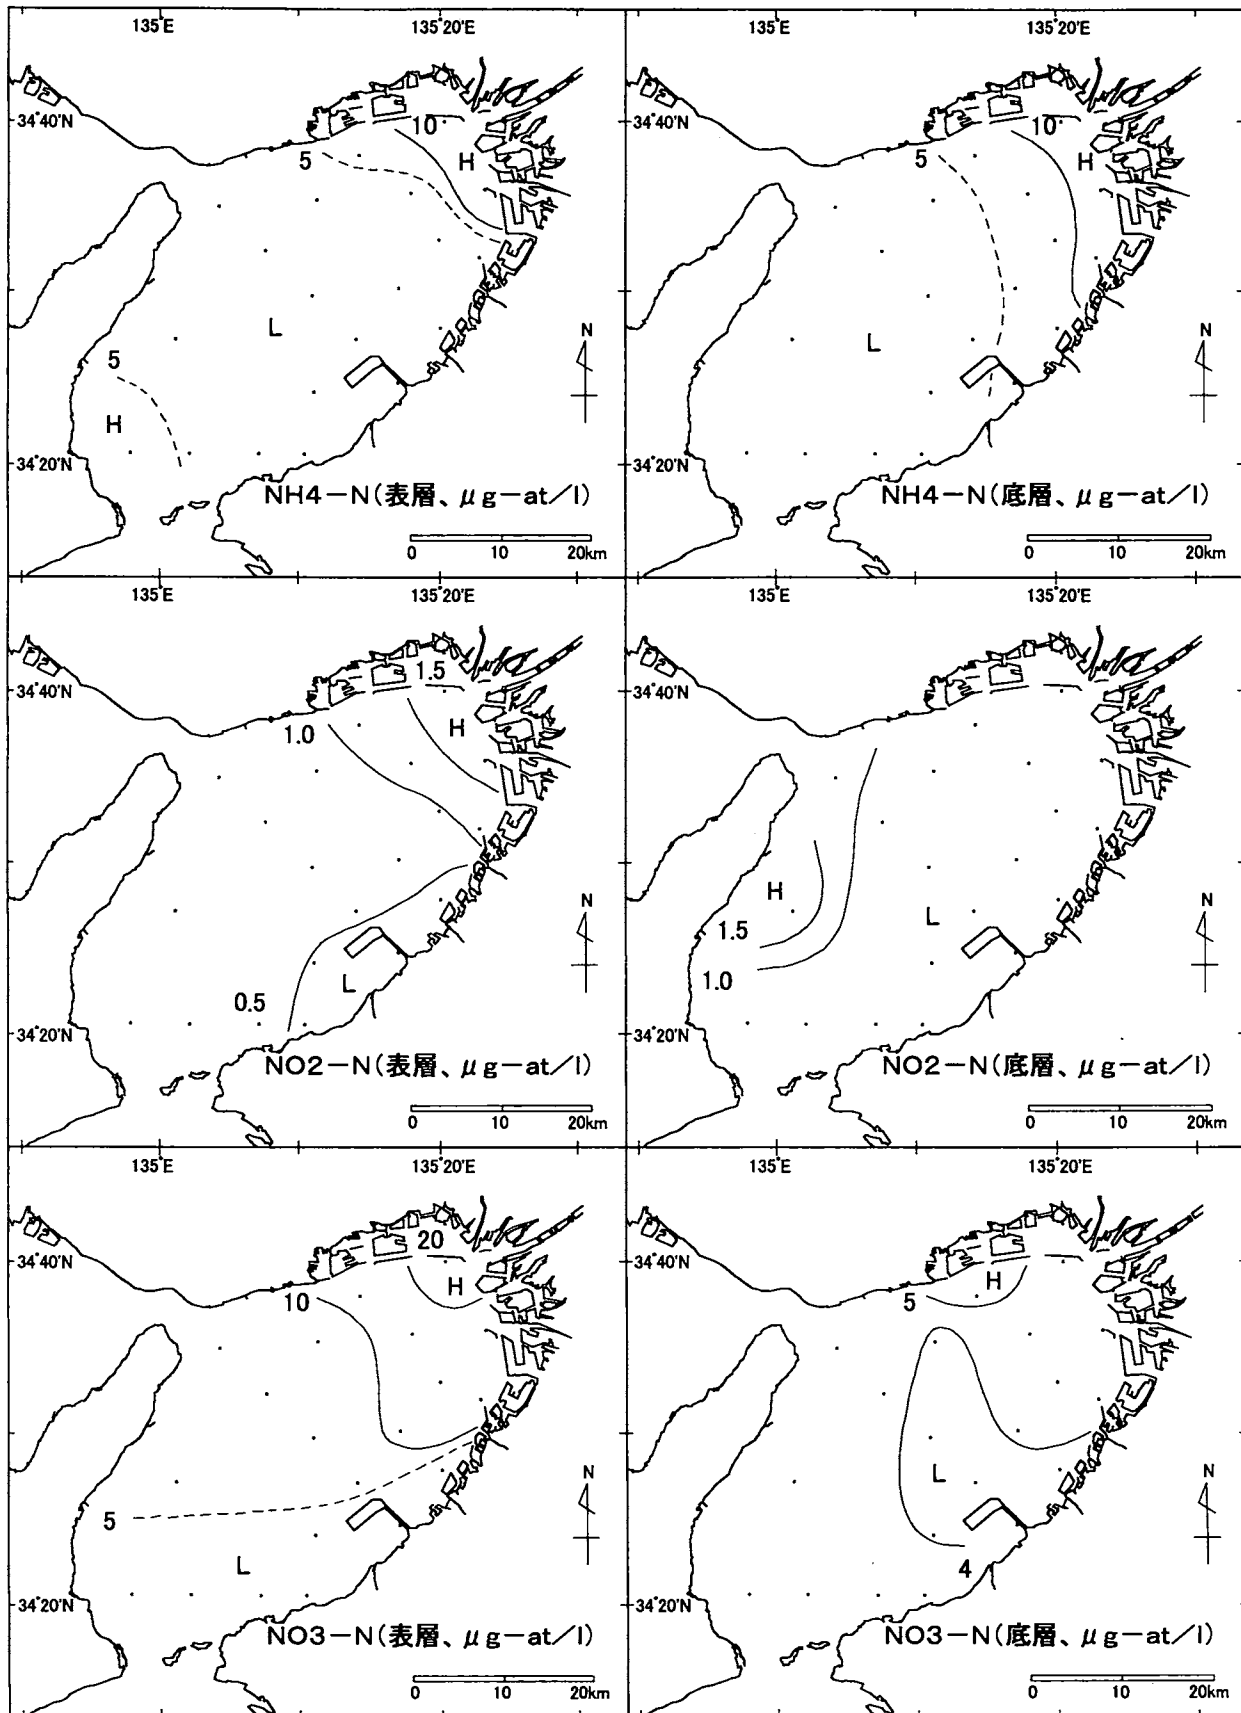 135°E 135°20'E
34°40'N
10
H
5
L
5
H
N
34°20'N
NH4-N(表層、μg-at/l)
0 10 20km
135°E 135°20'E
34°40'N
10
H
5
L
N
34°20'N
NH4-N(底層、μg-at/l)
0 10 20km
135°E 135°20'E
34°40'N
1.5
1.0
H
N
L
0.5
34°20'N
NO2-N(表層、μg-at/l)
0 10 20km
135°E 135°20'E
34°40'N
H
L
N
1.5
1.0
34°20'N
NO2-N(底層、μg-at/l)
0 10 20km
135°E 135°20'E
34°40'N
20
H
10
N
5
L
34°20'N
NO3-N(表層、μg-at/l)
0 10 20km
135°E 135°20'E
34°40'N
H
5
L
N
4
34°20'N
NO3-N(底層、μg-at/l)
0 10 20km